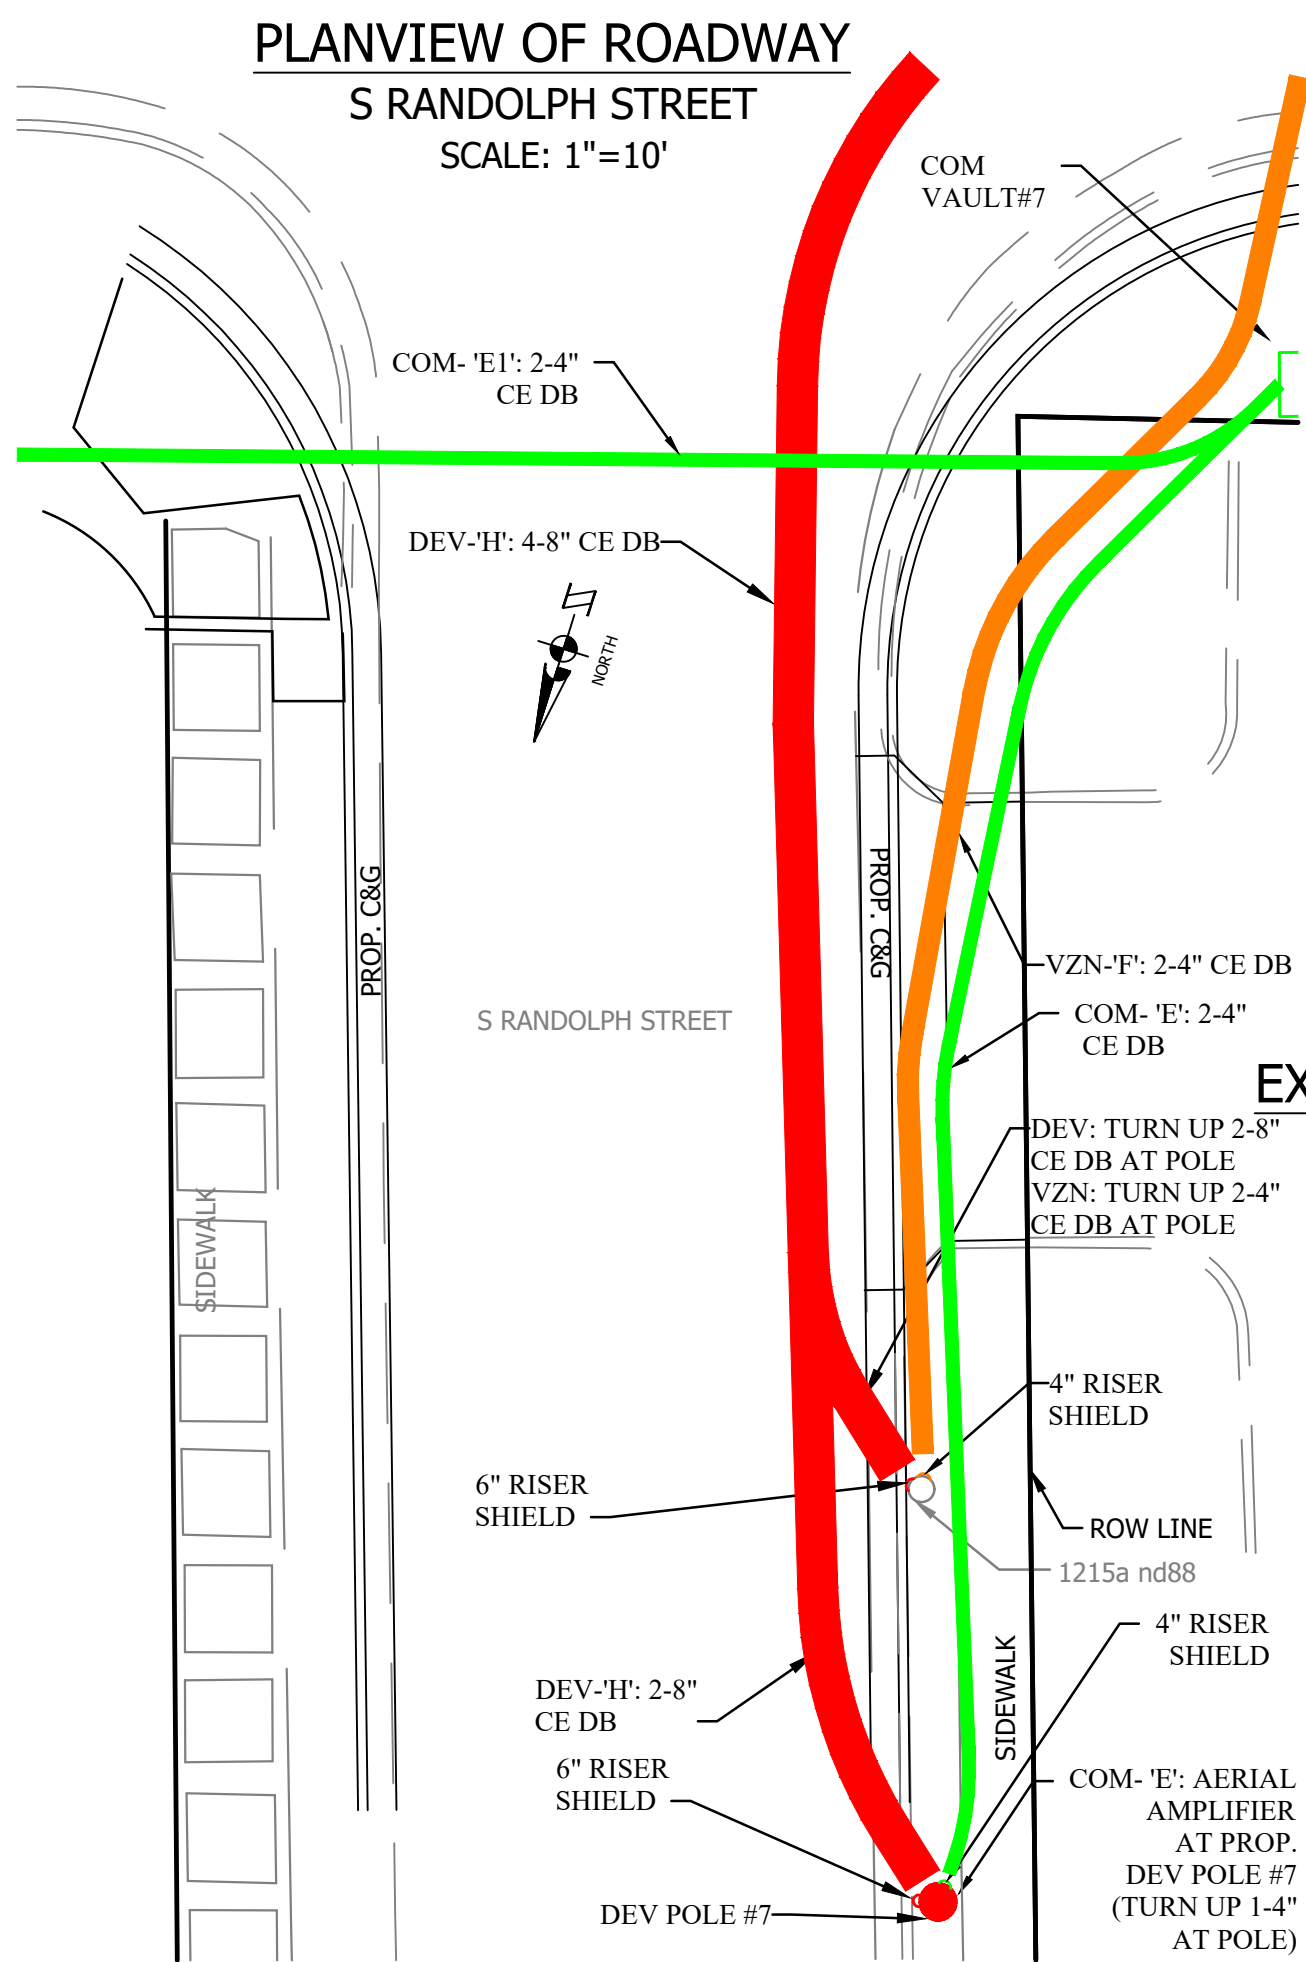 PLANVIEW OF ROADWAY
S RANDOLPH STREET
SCALE: 1"=10'
COM
VAULT#7
COM- 'E1': 2-4"
CE DB
DEV-'H': 4-8" CE DB
NORTH
PROP. C&G
PROP. C&G
VZN-'F': 2-4" CE DB
S RANDOLPH STREET
COM- 'E': 2-4"
CE DB
EX
DEV: TURN UP 2-8"
CE DB AT POLE
VZN: TURN UP 2-4"
CE DB AT POLE
SIDEWALK
4" RISER
SHIELD
6" RISER
SHIELD
ROW LINE
1215a nd88
4" RISER
SHIELD
SIDEWALK
DEV-'H': 2-8"
CE DB
6" RISER
SHIELD
COM- 'E': AERIAL
AMPLIFIER
AT PROP.
DEV POLE #7
(TURN UP 1-4"
AT POLE)
DEV POLE #7